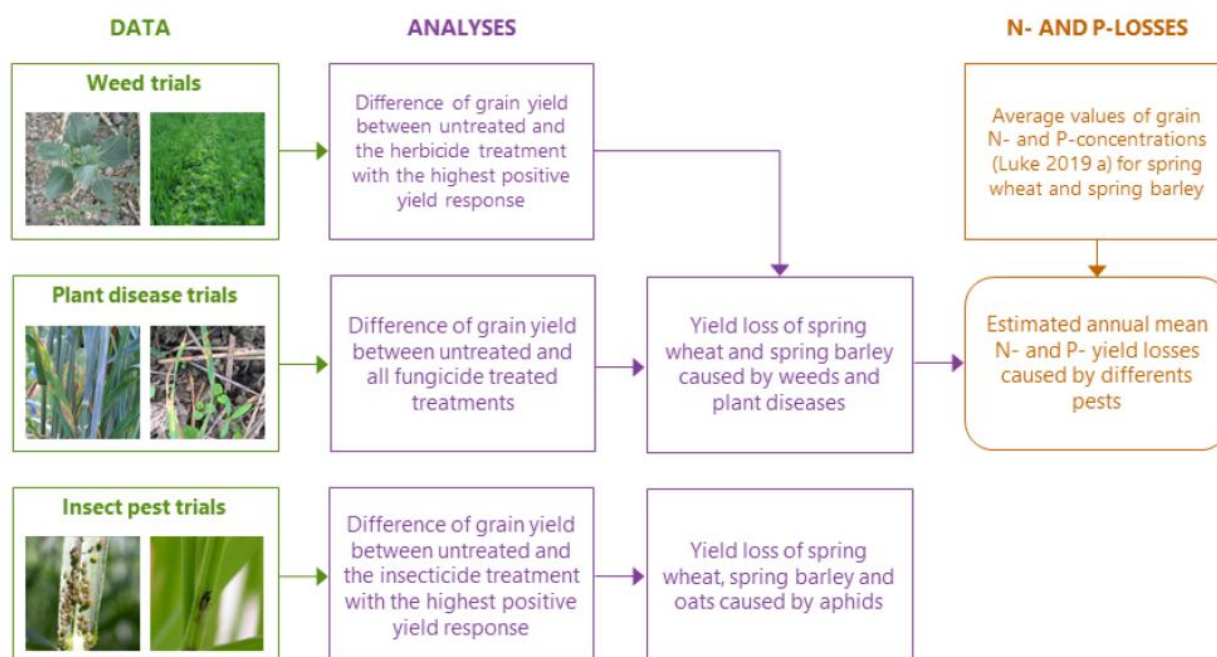 DATA
ANALYSES
N- AND P-LOSSES
Weed trials
Difference of grain yield
between untreated and
the herbicide treatment
with the highest positive
yield response
Average values of grain
N- and P-concentrations
(Luke 2019 a) for spring
wheat and spring barley
Plant disease trials
Difference of grain yield
between untreated and
all fungicide treated
treatments
Yield loss of spring
wheat and spring barley
caused by weeds and
plant diseases
Estimated annual mean
N- and P- yield losses
caused by differents
pests
Insect pest trials
Difference of grain yield
between untreated and
the insecticide treatment
with the highest positive
yield response
Yield loss of spring
wheat, spring barley and
oats caused by aphids